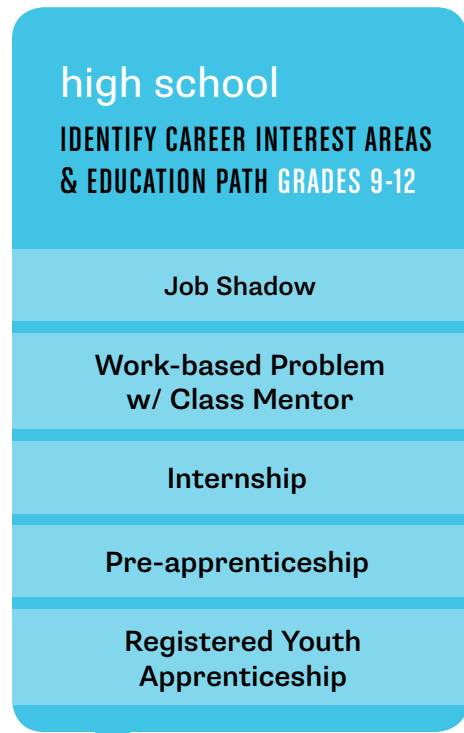 high school
IDENTIFY CAREER INTEREST AREAS
& EDUCATION PATH GRADES 9-12
Job Shadow
Work-based Problem
w/ Class Mentor
Internship
Pre-apprenticeship
Registered Youth
Apprenticeship